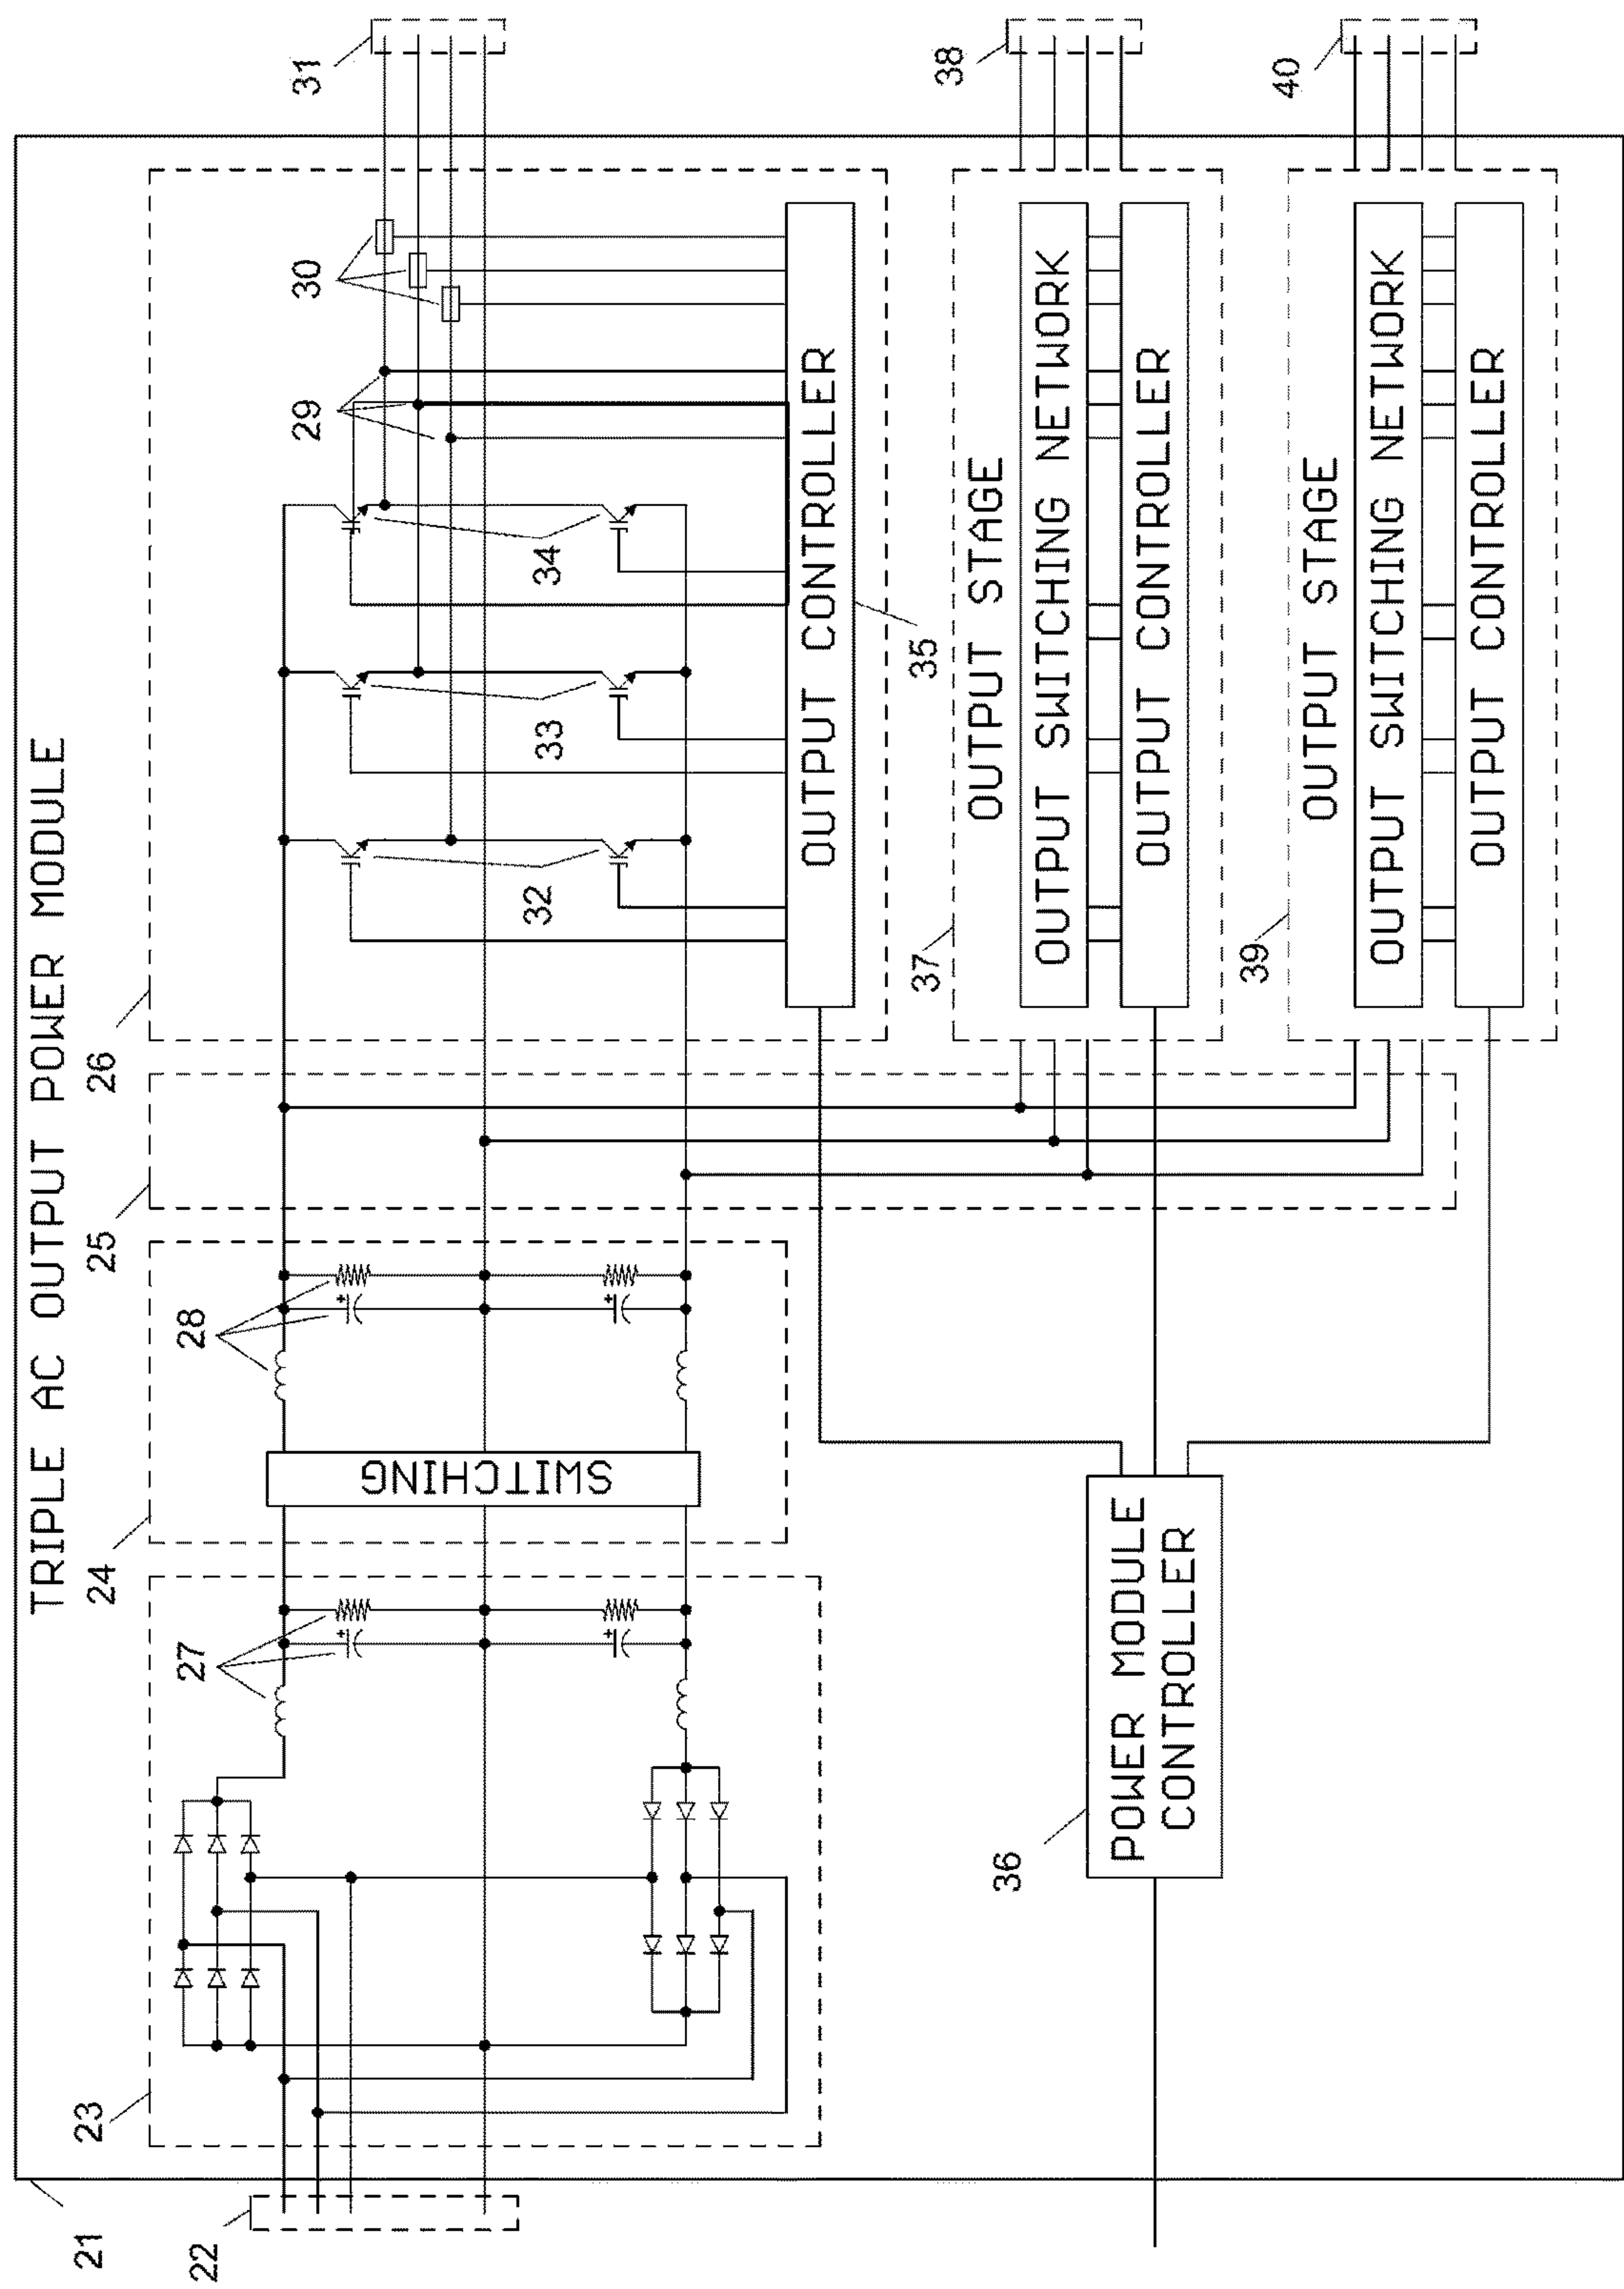 TRIPLE AC OUTPUT POWER MODULE
21
22
23
24
25
26
27
28
29
30
31
32
33
34
35
SWITCHING
OUTPUT CONTROLLER
37
38
OUTPUT STAGE
OUTPUT SWITCHING NETWORK
OUTPUT CONTROLLER
39
40
OUTPUT STAGE
OUTPUT SWITCHING NETWORK
OUTPUT CONTROLLER
36
POWER MODULE
CONTROLLER